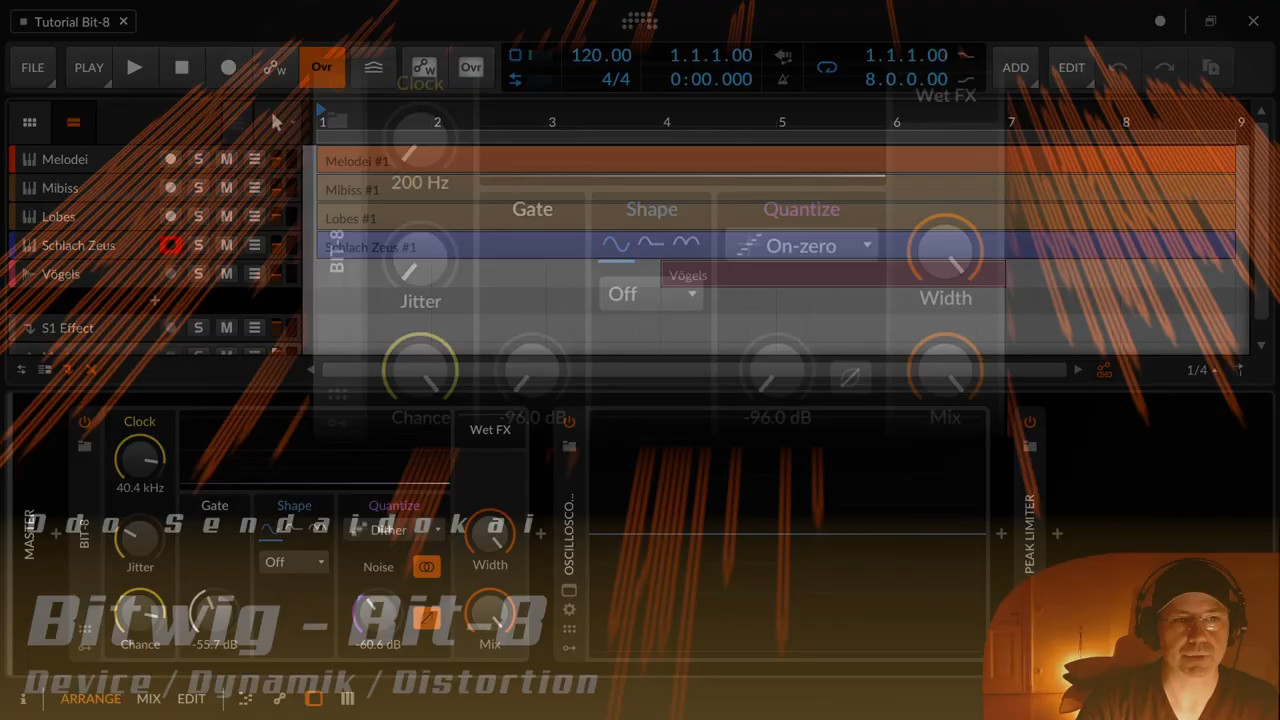 Tutorial Bit-8
FILE PLAY W Ovr W Ovr 120.00 4/4 1.1.1.00 0:00.000 1.1.1.00 8.0.0.00 ADD EDIT
Clock
Wet FX
1 2 3 4 5 6 7 8 9
Melodei S M Melodei #1
200 Hz
Mibiss S M Mibiss #1
Gate Shape Quantize
Lobes S M Lobes #1
Schlach Zeus S M Schlach Zeus #1
BIT-8
On-zero
Vögels S M Vögels
Off
Jitter
Width
S1 Effect S M
1/4
Chance -96.0 dB -96.0 dB Mix
Clock
Wet FX
40.4 kHz
Gate Shape Quantize
Odo Sendaidokai
Dither
MASTER
BIT-8
OSCILLOSCO...
PEAK LIMITER
Jitter Off Noise Width
Bitwig - Bit-8
Chance -55.7 dB -60.6 dB Mix
Device / Dynamik / Distortion
ARRANGE MIX EDIT